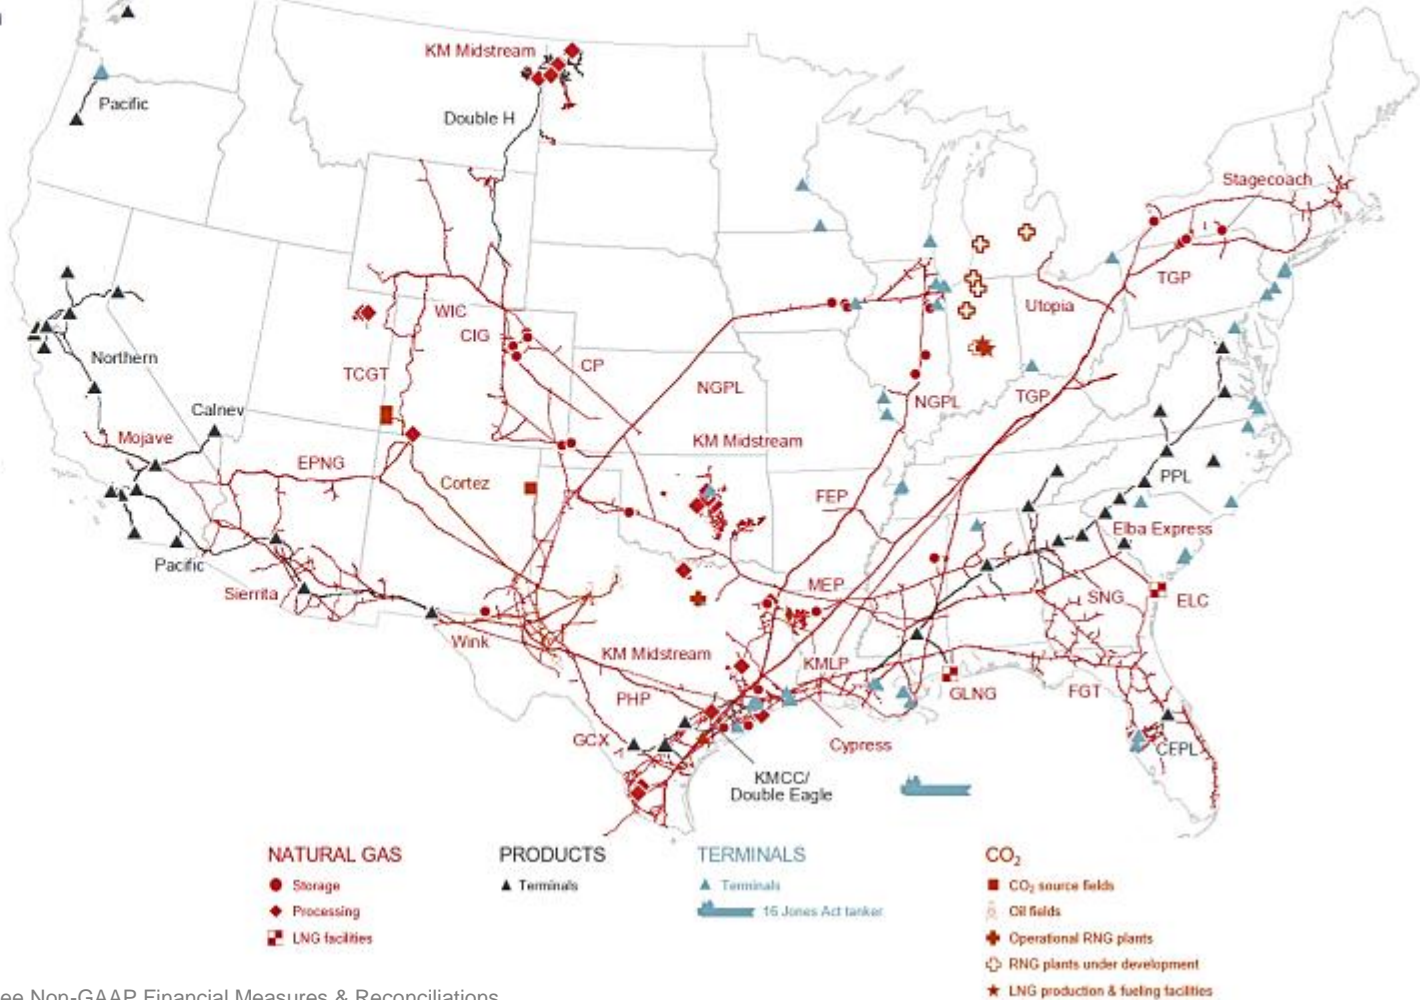 KM Midstream
Pacific
Double H
Stagecoach
TGP
Utopia
WIC
CIG
Northern
CP
TCGT
NGPL
NGPL
TGP
Calnev
Mojave
KM Midstream
EPNG
Cortez
PPL
FEP
Elba Express
Pacific
MEP
Sierrita
SNG
ELC
Wink
KM Midstream
KMLP
PHP
GLNG
FGT
GCX
Cypress
CEPL
KMCC/
Double Eagle
NATURAL GAS
Storage
Processing
LNG facilities
PRODUCTS
Terminals
TERMINALS
Terminals
16 Jones Act tanker
CO₂
CO₂ source fields
Oil fields
Operational RNG plants
RNG plants under development
LNG production & fueling facilities
ee Non-GAAP Financial Measures & Reconciliations